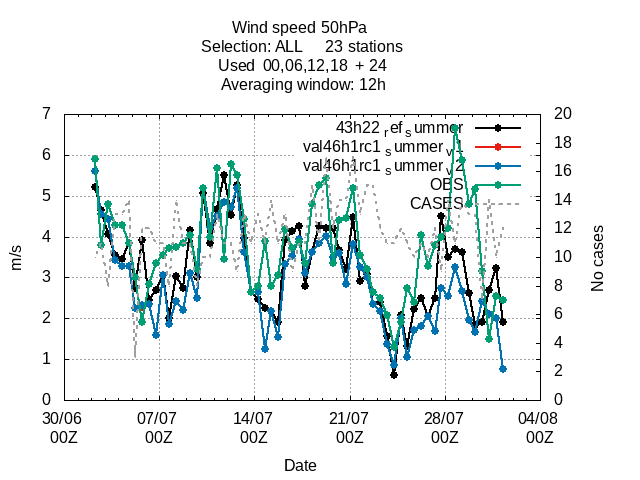 Wind speed 50hPa
Selection: ALL 23 stations
Used 00,06,12,18 + 24
Averaging window: 12h
7 20
43h22 refsummer
18
val46h1rc1 summer v1
6 16
val46h1rc1 summer v2
OBS
5 14
CASES
4 12
m/s
No cases
10
3
8
2 6
4
1
2
0 0
30/06 07/07 14/07 21/07 28/07 04/08
00Z 00Z 00Z 00Z 00Z 00Z
Date